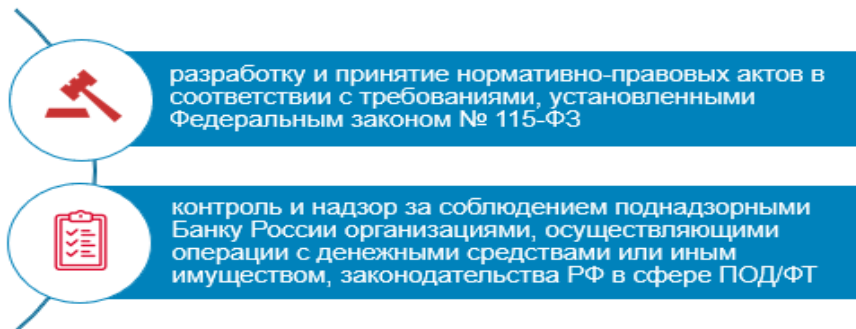 разработку и принятие нормативно-правовых актов в
соответствии с требованиями, установленными
Федеральным законом № 115-ФЗ
контроль и надзор за соблюдением поднадзорными
Банку России организациями, осуществляющими
операции с денежными средствами или иным
имуществом, законодательства РФ в сфере ПОД/ФТ